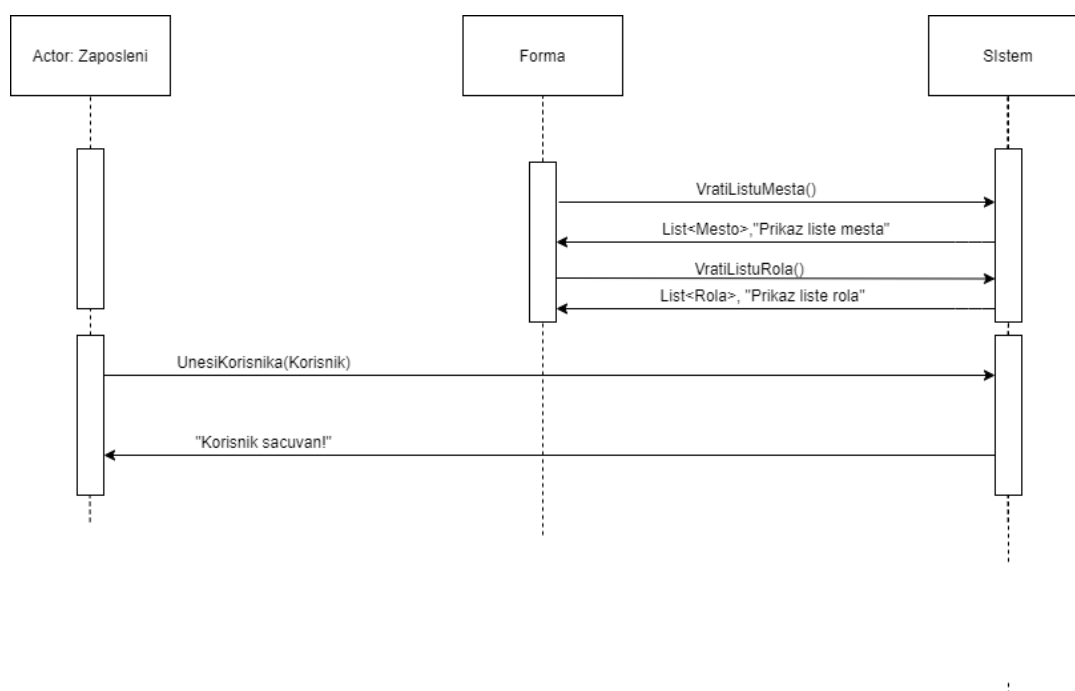 Actor: Zaposleni
Forma
SIstem
VratiListuMesta()
List<Mesto>,"Prikaz liste mesta"
VratiListuRola()
List<Rola>, "Prikaz liste rola"
UnesiKorisnika(Korisnik)
"Korisnik sacuvan!"